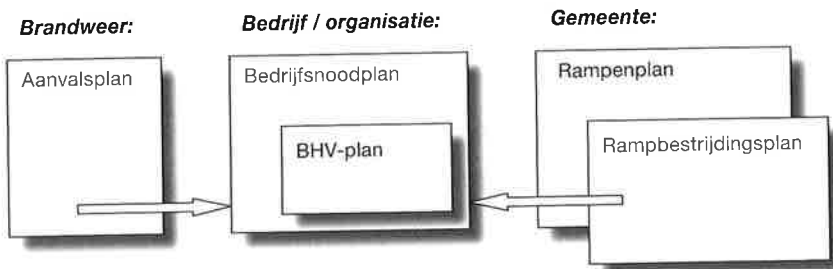 Brandweer:
Bedrijf / organisatie:
Gemeente:
Aanvalsplan
Bedrijfsnoodplan
BHV-plan
Rampenplan
Rampbestrijdingsplan